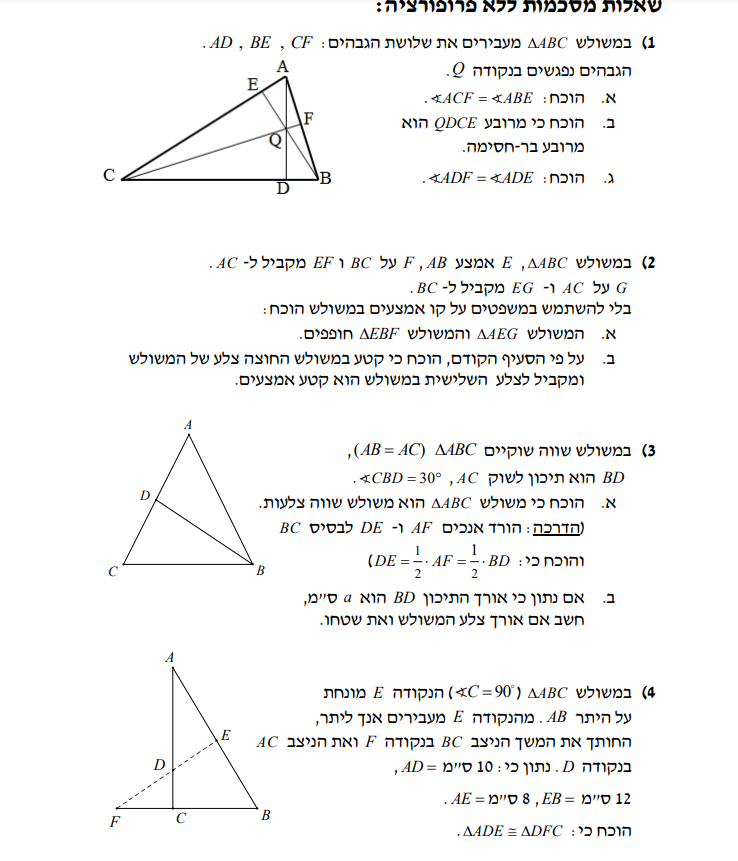 שאלות מסכמות ללא פרופורציה:
1) במשולש ΔABC מעבירים את שלושת הגבהים: AD , BE , CF .
הגבהים נפגשים בנקודה Q.
א. הוכח: ∢ACF = ∢ABE.
ב. הוכח כי מרובע QDCE הוא
מרובע בר-חסימה.
ג. הוכח: ∢ADF = ∢ADE.
A
E
F
Q
C
D
B
2) במשולש ΔABC, E אמצע AB, F על BC ו EF מקביל ל- AC.
G על AC ו- EG מקביל ל- BC.
בלי להשתמש במשפטים על קו אמצעים במשולש הוכח:
א. המשולש ΔAEG והמשולש ΔEBF חופפים.
ב. על פי הסעיף הקודם, הוכח כי קטע במשולש החוצה צלע של המשולש
ומקביל לצלע השלישית במשולש הוא קטע אמצעים.
3) במשולש שווה שוקיים ΔABC (AB = AC),
BD הוא תיכון לשוק AC, ∢CBD = 30°.
א. הוכח כי משולש ΔABC הוא משולש שווה צלעות.
(הדרכה: הורד אנכים AF ו- DE לבסיס BC
והוכח כי: DE = 1/2 · AF = 1/2 · BD)
ב. אם נתון כי אורך התיכון BD הוא a ס"מ,
חשב אם אורך צלע המשולש ואת שטחו.
A
D
C
B
4) במשולש ΔABC (∢C = 90°) הנקודה E מונחת
על היתר AB. מהנקודה E מעבירים אנך ליתר,
החותך את המשך הניצב BC בנקודה F ואת הניצב AC
בנקודה D. נתון כי: 10 ס"מ = AD,
12 ס"מ = EB, 8 ס"מ = AE.
הוכח כי: ΔADE ≅ ΔDFC.
A
E
D
F
C
B